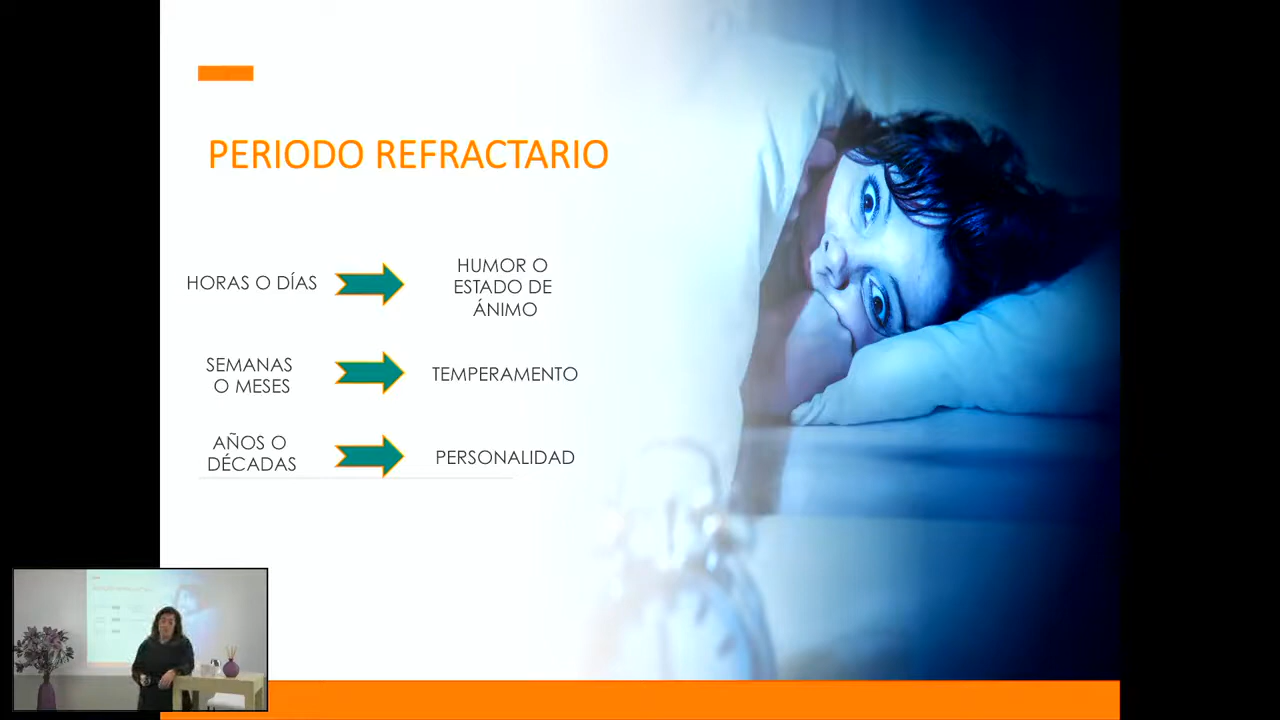 PERIODO REFRACTARIO
HORAS O DÍAS
HUMOR O
ESTADO DE
ÁNIMO
SEMANAS
O MESES
TEMPERAMENTO
AÑOS O
DÉCADAS
PERSONALIDAD